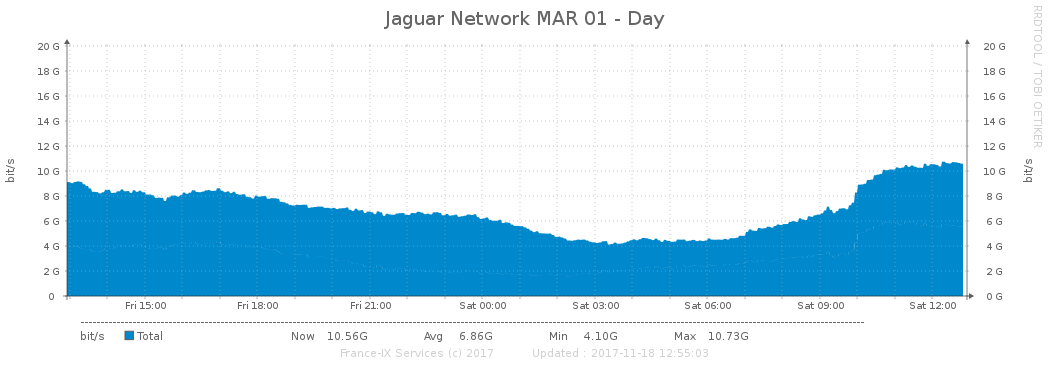 Jaguar Network MAR 01 - Day
RRDTOOL / TOBI OETIKER
bit/s
20 G
18 G
16 G
14 G
12 G
10 G
8 G
6 G
4 G
2 G
0
20 G
18 G
16 G
14 G
12 G
10 G
8 G
6 G
4 G
2 G
0 G
bit/s
Fri 15:00 Fri 18:00 Fri 21:00 Sat 00:00 Sat 03:00 Sat 06:00 Sat 09:00 Sat 12:00
bit/s Total Now 10.56G Avg 6.86G Min 4.10G Max 10.73G
France-IX Services (c) 2017 Updated : 2017-11-18 12:55:03